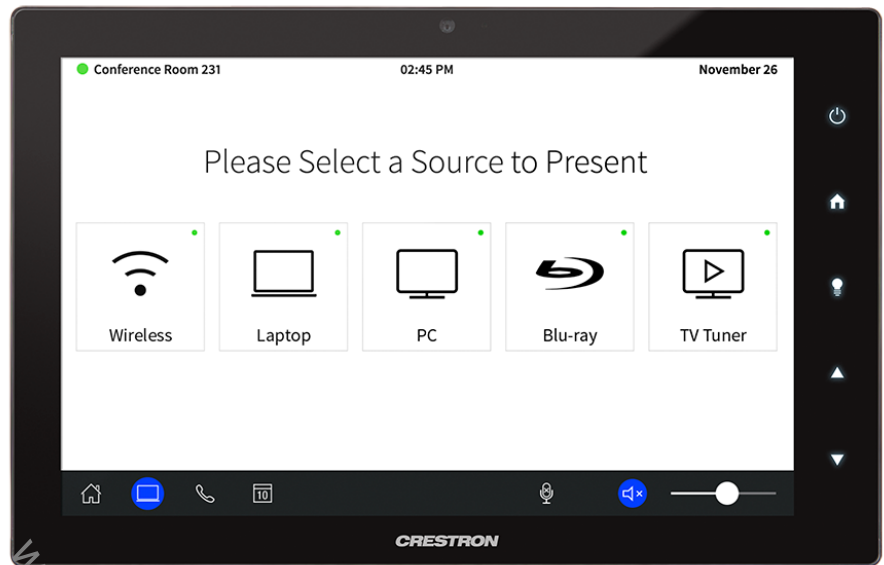 Conference Room 231 02:45 PM November 26
Please Select a Source to Present
Wireless Laptop PC Blu-ray TV Tuner
10
CRESTRON